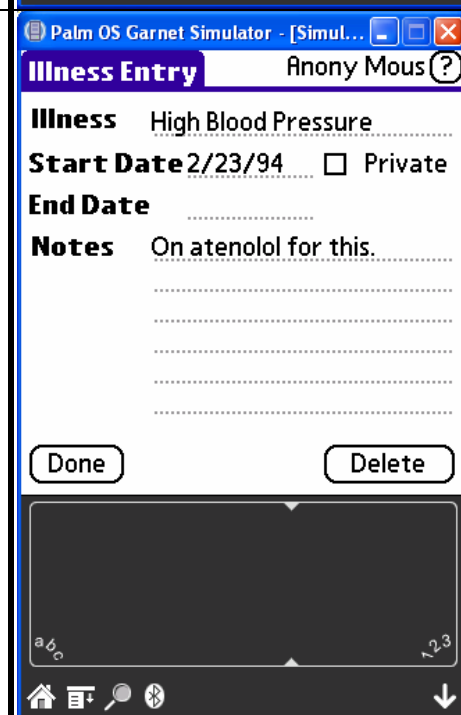 Palm OS Garnet Simulator - [Simul...
Illness Entry Anony Mous ?
Illness High Blood Pressure
Start Date 2/23/94 Private
End Date
Notes On atenolol for this.
Done Delete
abc 123